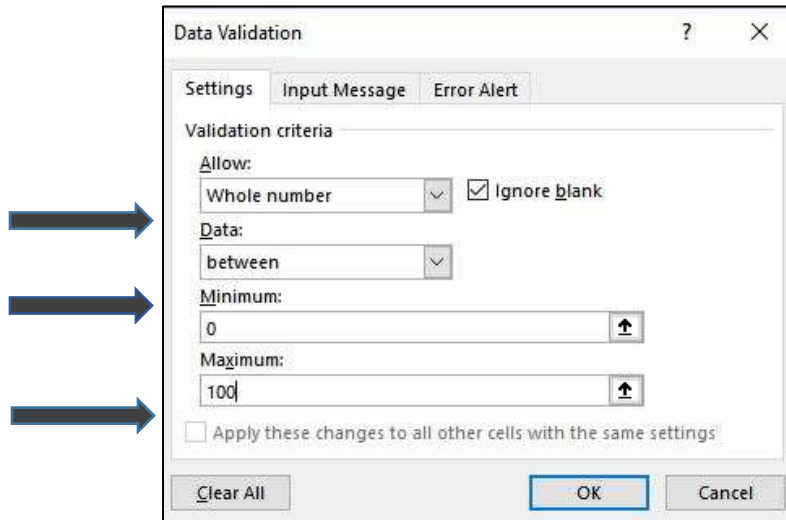 Data Validation ? X
Settings Input Message Error Alert
Validation criteria
Allow:
Whole number Ignore blank
Data:
between
Minimum:
0
Maximum:
100
Apply these changes to all other cells with the same settings
Clear All OK Cancel